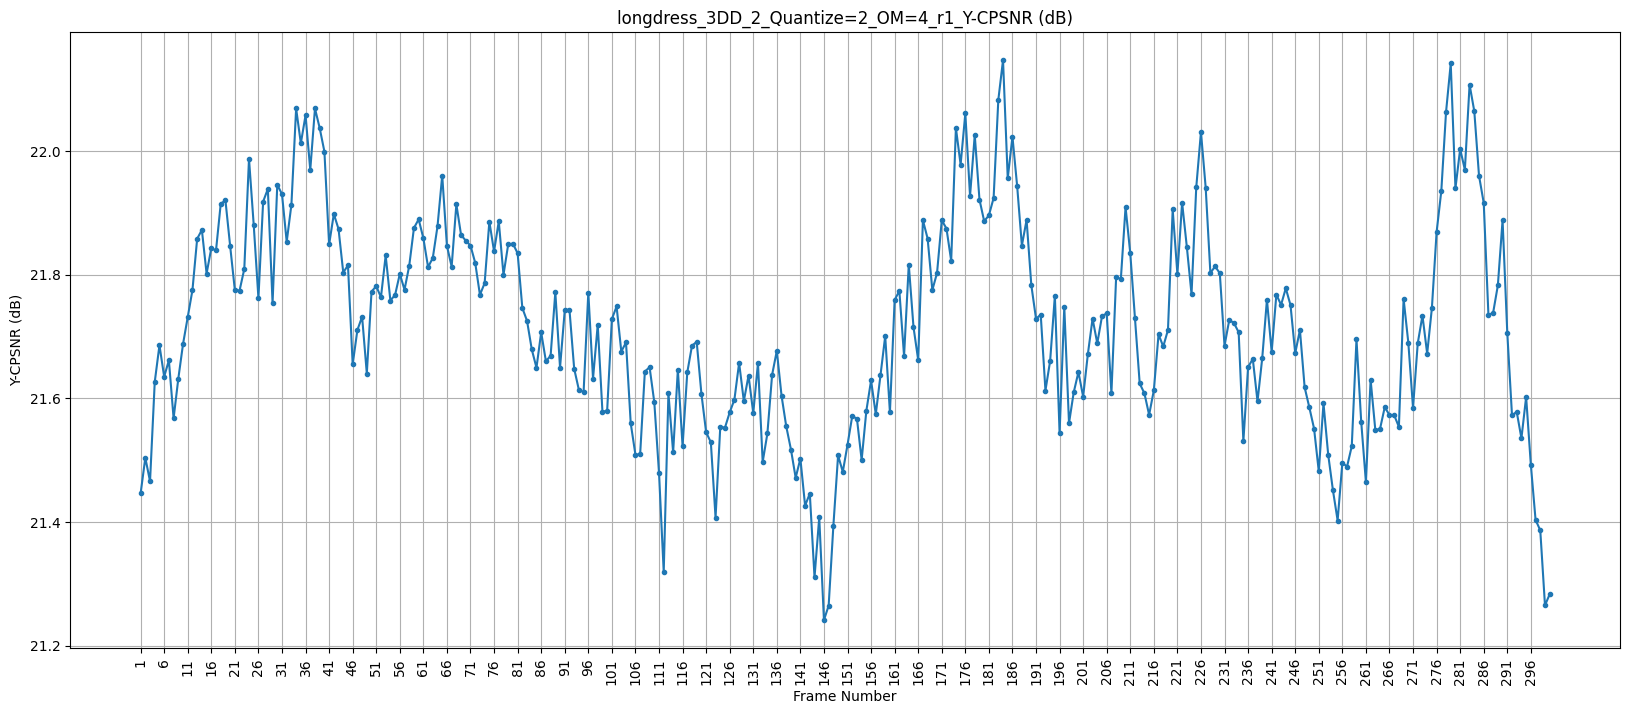 longdress_3DD_2_Quantize=2_OM=4_r1_Y-CPSNR (dB)
Y-CPSNR (dB)
22.0
21.8
21.6
21.4
21.2
1 6 11 16 21 26 31 36 41 46 51 56 61 66 71 76 81 86 91 96 101 106 111 116 121 126 131 136 141 146 151 156 161 166 171 176 181 186 191 196 201 206 211 216 221 226 231 236 241 246 251 256 261 266 271 276 281 286 291 296
Frame Number